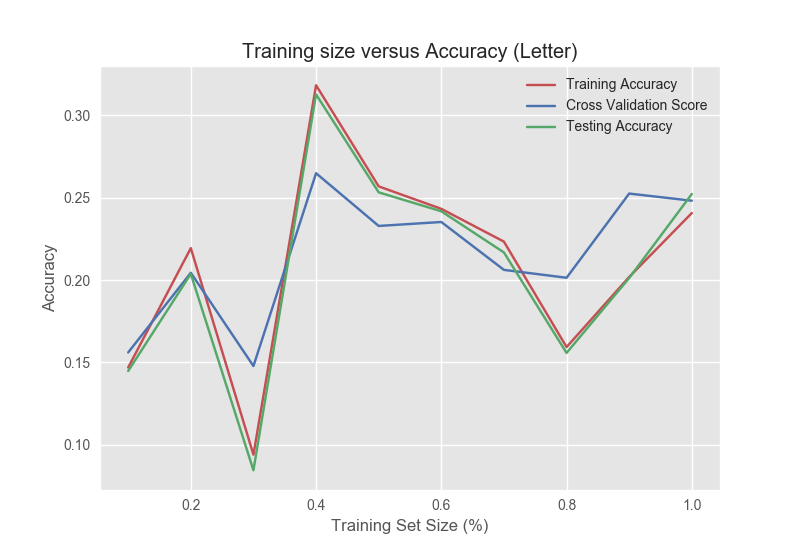 Training size versus Accuracy (Letter)
Training Accuracy
Cross Validation Score
Testing Accuracy
0.30
0.25
0.20
0.15
0.10
Accuracy
0.2 0.4 0.6 0.8 1.0
Training Set Size (%)